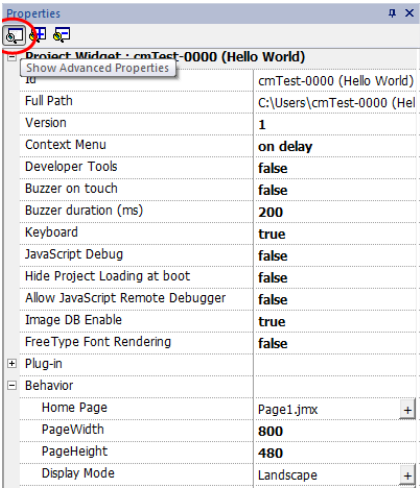 Properties
Project Widget : cmTest-0000 (Hello World)
Show Advanced Properties
Id cmTest-0000 (Hello World)
Full Path C:\Users\cmTest-0000 (Hel
Version 1
Context Menu on delay
Developer Tools false
Buzzer on touch false
Buzzer duration (ms) 200
Keyboard true
JavaScript Debug false
Hide Project Loading at boot false
Allow JavaScript Remote Debugger false
Image DB Enable true
FreeType Font Rendering false
Plug-in
Behavior
Home Page Page1.jmx +
PageWidth 800
PageHeight 480
Display Mode Landscape +